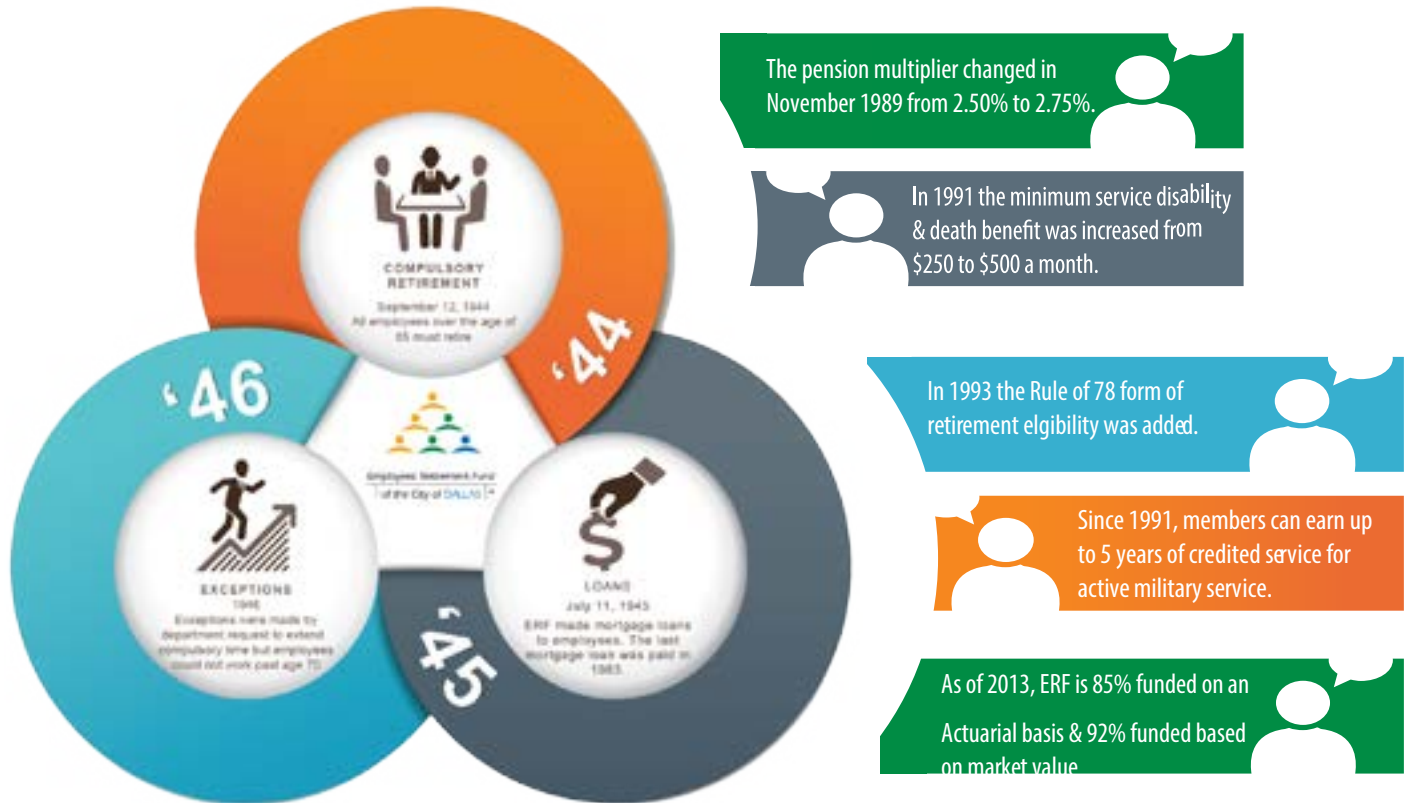 ‘44
COMPULSORY
RETIREMENT
September 12, 1944
All employees over the age of
65 must retire
‘46
EXCEPTIONS
1946
Exceptions were made by
department request to extend
compulsory time but employees
could not work past age 70
‘45
LOANS
July 11, 1945
ERF made mortgage loans
to employees. The last
mortgage loan was paid in
1983.
Employees Retirement Fund
of the City of DALLAS
The pension multiplier changed in
November 1989 from 2.50% to 2.75%.
In 1991 the minimum service disability
& death benefit was increased from
$250 to $500 a month.
In 1993 the Rule of 78 form of
retirement elgibility was added.
Since 1991, members can earn up
to 5 years of credited service for
active military service.
As of 2013, ERF is 85% funded on an
Actuarial basis & 92% funded based
on market value